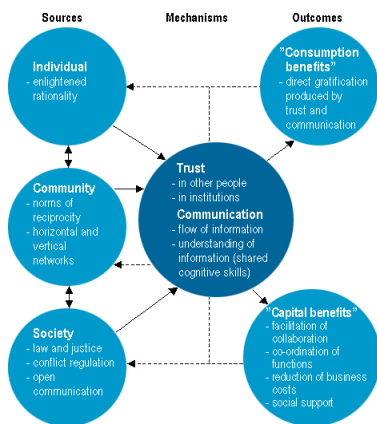 Sources
Mechanisms
Outcomes
Individual
- enlightened
rationality
Community
- norms of
reciprocity
- horizontal and
vertical
networks
Society
- law and justice
- conflict regulation
- open
communication
Trust
- in other people
- in institutions
Communication
- flow of information
- understanding of
information (shared
cognitive skills)
"Consumption
benefits"
- direct gratification
produced by
trust and
communication
"Capital benefits"
- facilitation of
collaboration
- co-ordination of
functions
- reduction of business
costs
- social support